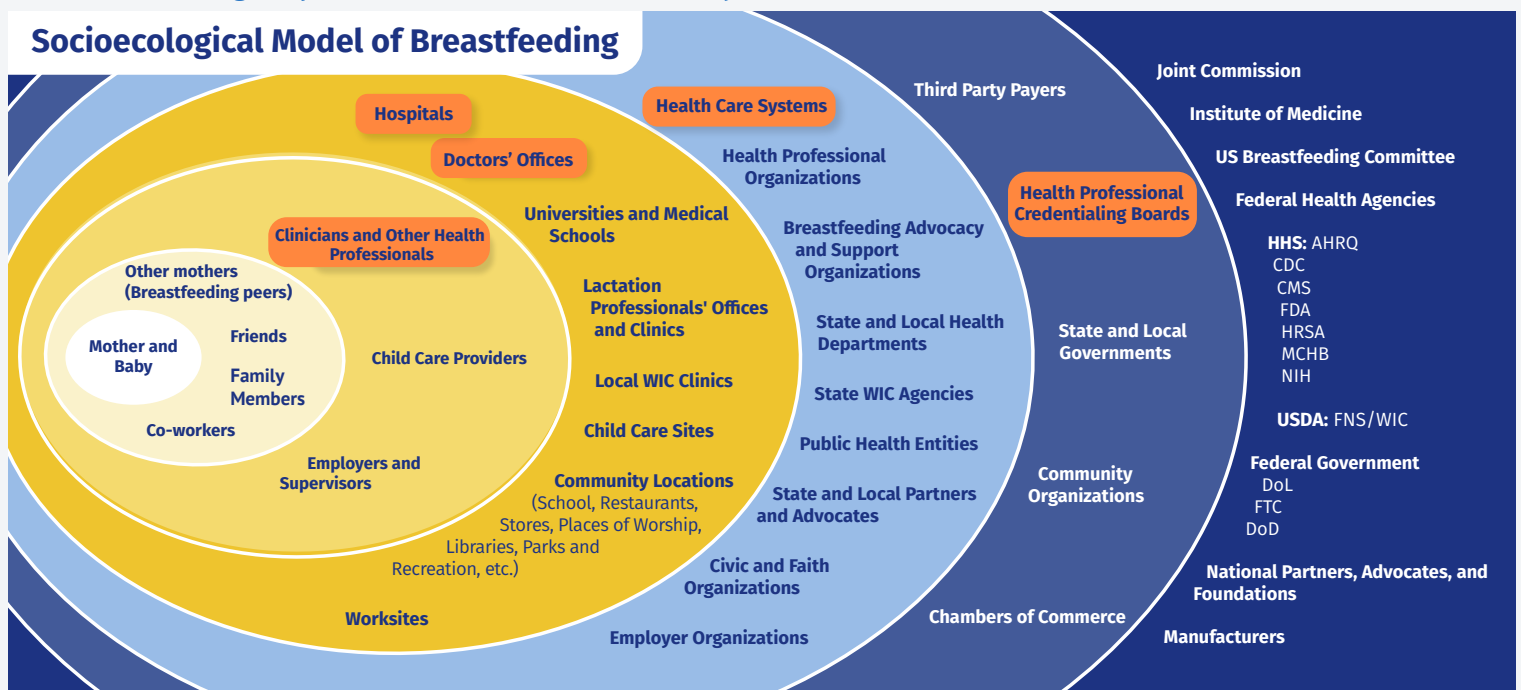 Socioecological Model of Breastfeeding
Mother and
Baby
Other mothers
(Breastfeeding peers)
Friends
Family
Members
Co-workers
Clinicians and Other Health
Professionals
Child Care Providers
Employers and
Supervisors
Hospitals
Doctors' Offices
Universities and Medical
Schools
Lactation
Professionals' Offices
and Clinics
Local WIC Clinics
Child Care Sites
Community Locations
(School, Restaurants,
Stores, Places of Worship,
Libraries, Parks and
Recreation, etc.)
Worksites
Health Care Systems
Health Professional
Organizations
Breastfeeding Advocacy
and Support
Organizations
State and Local Health
Departments
State WIC Agencies
Public Health Entities
State and Local Partners
and Advocates
Civic and Faith
Organizations
Employer Organizations
Third Party Payers
Health Professional
Credentialing Boards
State and Local
Governments
Community
Organizations
Chambers of Commerce
Joint Commission
Institute of Medicine
US Breastfeeding Committee
Federal Health Agencies
HHS: AHRQ
CDC
CMS
FDA
HRSA
MCHB
NIH
USDA: FNS/WIC
Federal Government
DoL
FTC
DoD
National Partners, Advocates, and
Foundations
Manufacturers